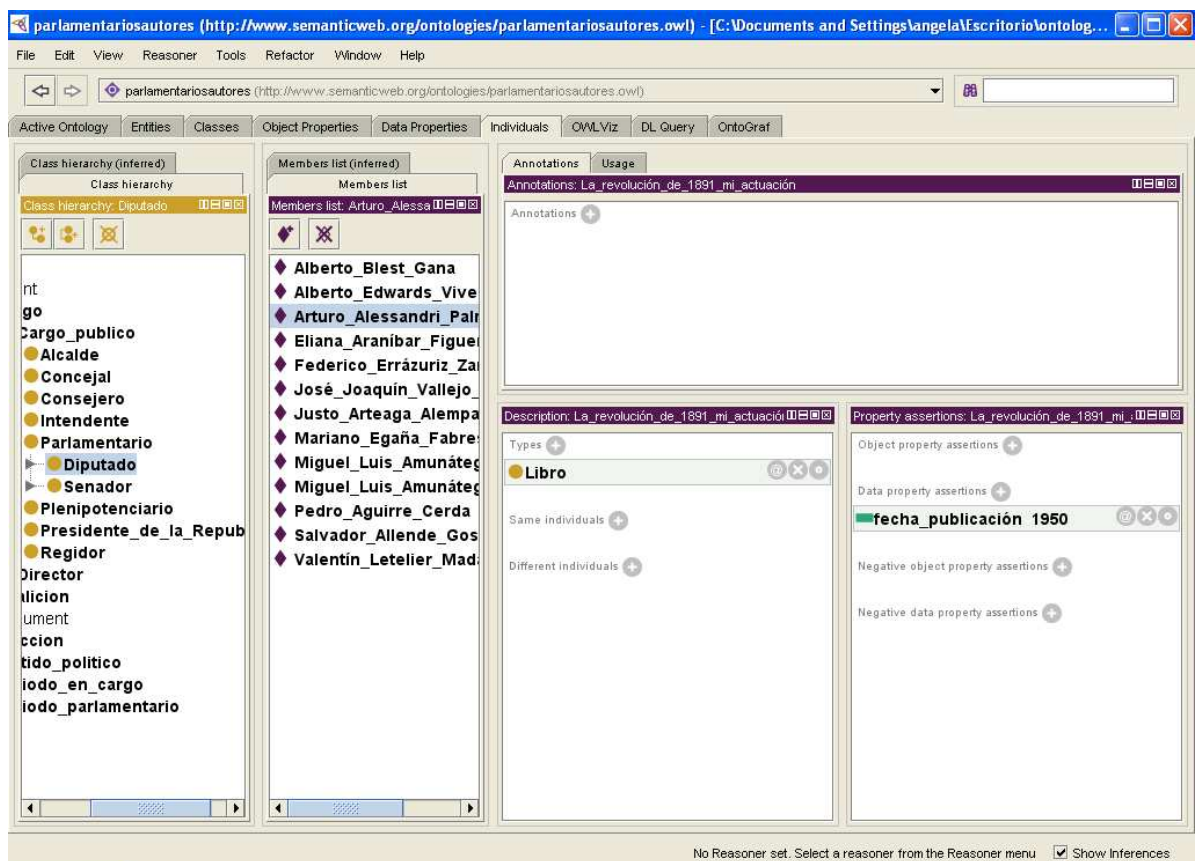 parlamentariosautores (http://www.semanticweb.org/ontologies/parlamentariosautores.owl) - [C:\Documents and Settings\angela\Escritorio\ontolog...
File Edit View Reasoner Tools Refactor Window Help
parlamentariosautores (http://www.semanticweb.org/ontologies/parlamentariosautores.owl)
Active Ontology Entities Classes Object Properties Data Properties Individuals OWLViz DL Query OntoGraf
Class hierarchy (inferred)
Class hierarchy
Class hierarchy: Diputado
nt
go
Cargo_publico
Alcalde
Concejal
Consejero
Intendente
Parlamentario
Diputado
Senador
Plenipotenciario
Presidente_de_la_Repub
Regidor
Director
alicion
ument
ccion
tido_politico
iodo_en_cargo
iodo_parlamentario
Members list (inferred)
Members list
Members list: Arturo_Alessa
Alberto_Blest_Gana
Alberto_Edwards_Vive
Arturo_Alessandri_Palr
Eliana_Araníbar_Figue
Federico_Errázuriz_Zai
José_Joaquín_Vallejo_
Justo_Arteaga_Alempa
Mariano_Egaña_Fabre
Miguel_Luis_Amunáteg
Miguel_Luis_Amunáteg
Pedro_Aguirre_Cerda
Salvador_Allende_Gos
Valentín_Letelier_Mad
Annotations Usage
Annotations: La_revolución_de_1891_mi_actuación
Annotations
Description: La_revolución_de_1891_mi_actuació
Types
Libro
Same individuals
Different individuals
Property assertions: La_revolución_de_1891_mi_
Object property assertions
Data property assertions
fecha_publicación 1950
Negative object property assertions
Negative data property assertions
No Reasoner set. Select a reasoner from the Reasoner menu Show Inferences